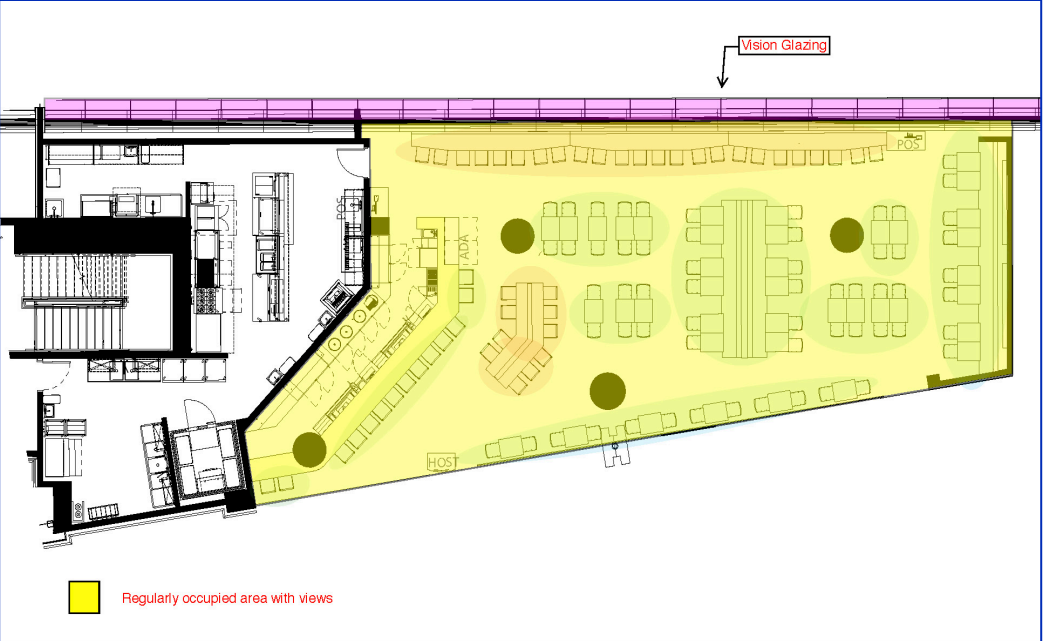 Vision Glazing
POS
POS
ADA
HOST
Regularly occupied area with views